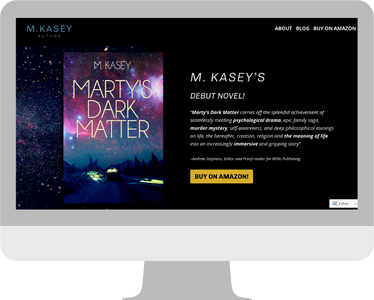 M.KASEY
AUTHOR
ABOUT BLOG BUY ON AMAZON
M. KASEY
MARTY'S
DARK
MATTER
M. KASEY'S
DEBUT NOVEL!
"Marty's Dark Matter carries off the splendid achievement of
seamlessly melding psychological drama, epic family saga,
murder mystery, self-awareness, and deep philosophical musings
on life, the hereafter, creation, religion and the meaning of life
into an increasingly immersive and gripping story"
–Andrew Stephens, Editor and Proof-reader for Wilis Publishing
BUY ON AMAZON!
Follow